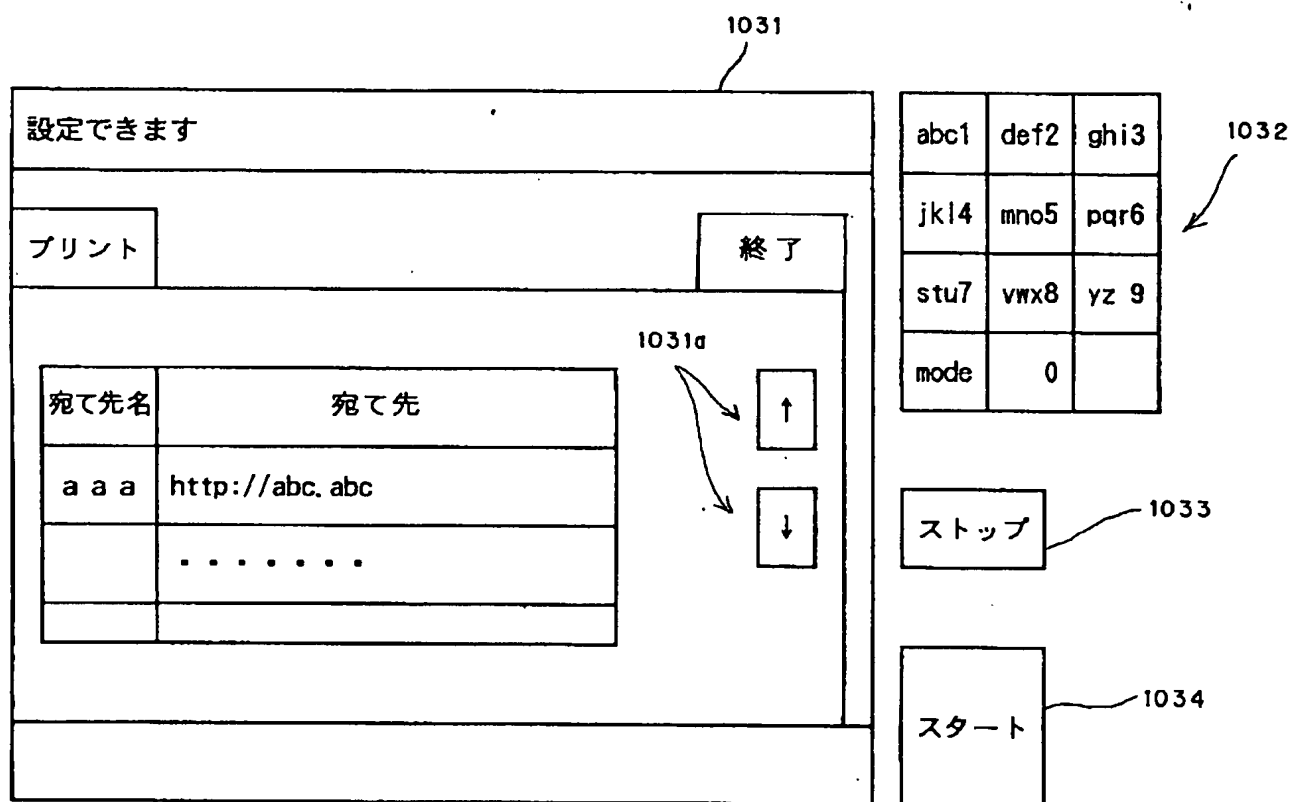 1031
設定できます
プリント
終了
1031a
宛て先名 宛て先
a a a http://abc.abc
・・・・・・・
↑
↓
abc1 def2 ghi3
jkl4 mno5 pqr6
stu7 vwx8 yz 9
mode 0
1032
ストップ
1033
スタート
1034